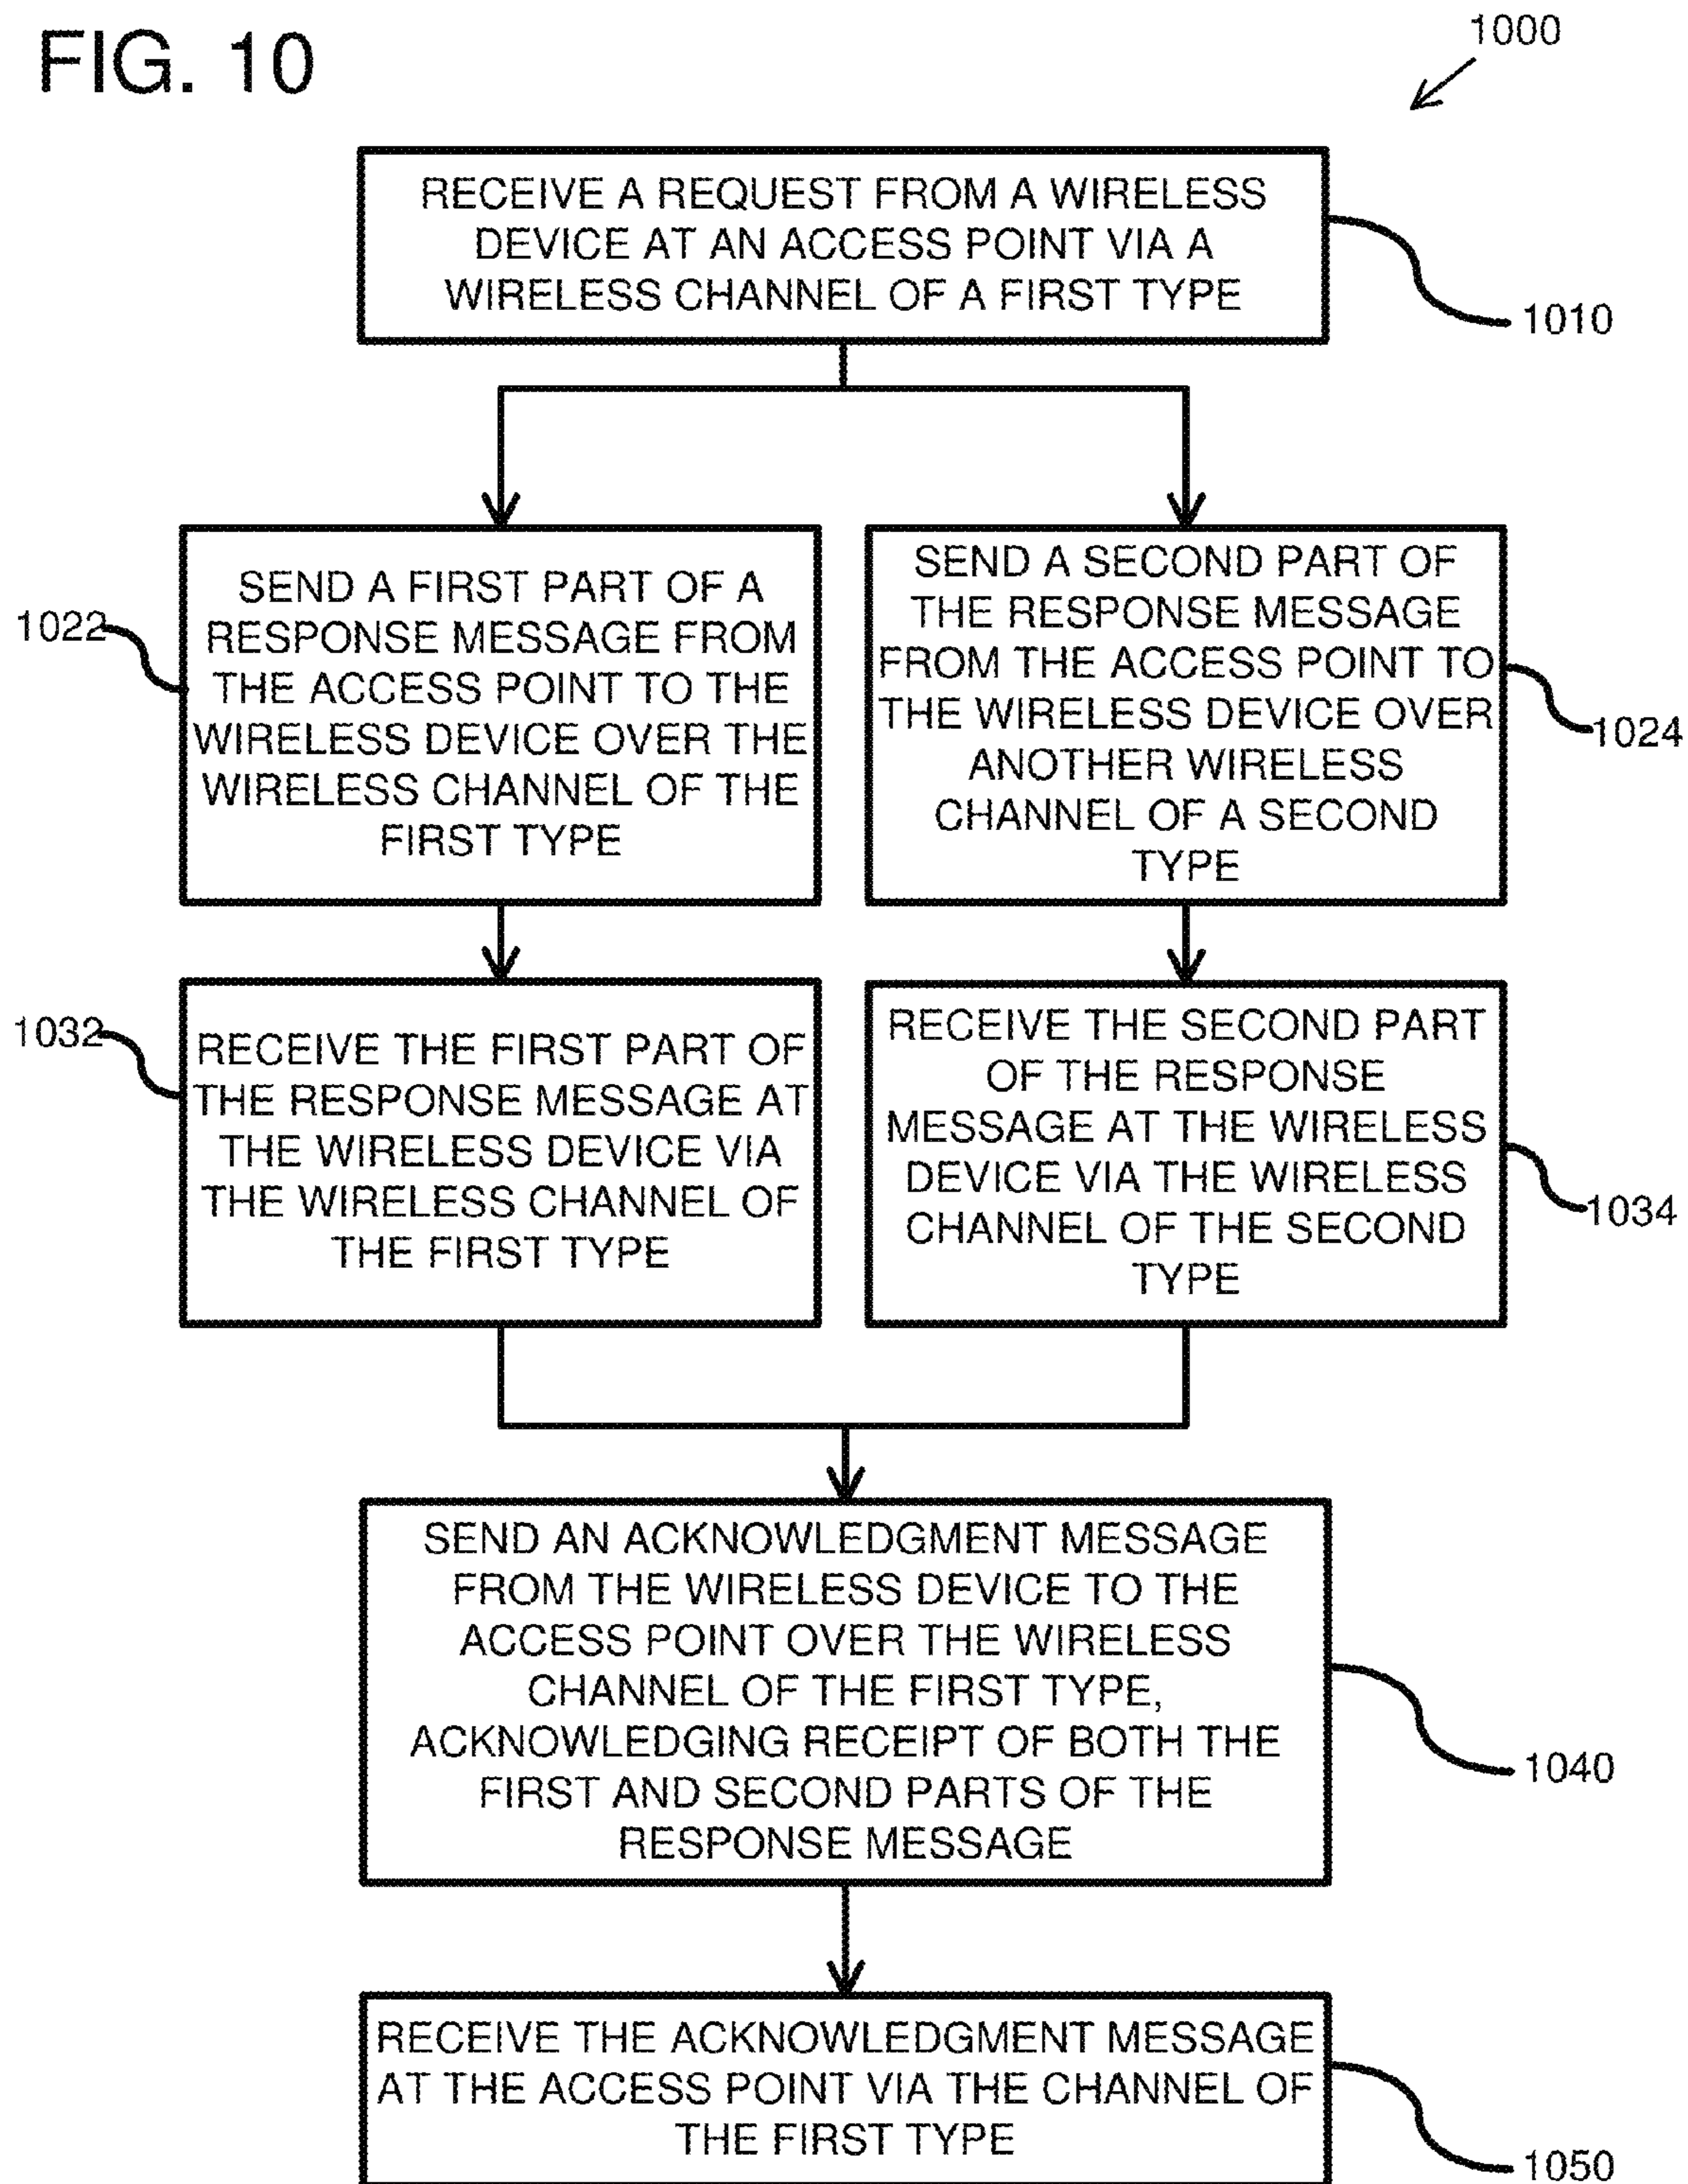 FIG. 10
1000
RECEIVE A REQUEST FROM A WIRELESS
DEVICE AT AN ACCESS POINT VIA A
WIRELESS CHANNEL OF A FIRST TYPE
1010
SEND A FIRST PART OF A
RESPONSE MESSAGE FROM
THE ACCESS POINT TO THE
WIRELESS DEVICE OVER THE
WIRELESS CHANNEL OF THE
FIRST TYPE
1022
SEND A SECOND PART OF
THE RESPONSE MESSAGE
FROM THE ACCESS POINT TO
THE WIRELESS DEVICE OVER
ANOTHER WIRELESS
CHANNEL OF A SECOND
TYPE
1024
RECEIVE THE FIRST PART OF
THE RESPONSE MESSAGE AT
THE WIRELESS DEVICE VIA
THE WIRELESS CHANNEL OF
THE FIRST TYPE
1032
RECEIVE THE SECOND PART
OF THE RESPONSE
MESSAGE AT THE WIRELESS
DEVICE VIA THE WIRELESS
CHANNEL OF THE SECOND
TYPE
1034
SEND AN ACKNOWLEDGMENT MESSAGE
FROM THE WIRELESS DEVICE TO THE
ACCESS POINT OVER THE WIRELESS
CHANNEL OF THE FIRST TYPE,
ACKNOWLEDGING RECEIPT OF BOTH THE
FIRST AND SECOND PARTS OF THE
RESPONSE MESSAGE
1040
RECEIVE THE ACKNOWLEDGMENT MESSAGE
AT THE ACCESS POINT VIA THE CHANNEL OF
THE FIRST TYPE
1050